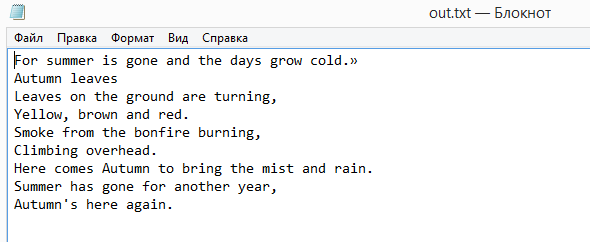 out.txt — Блокнот
Файл Правка Формат Вид Справка
For summer is gone and the days grow cold.»
Autumn leaves
Leaves on the ground are turning,
Yellow, brown and red.
Smoke from the bonfire burning,
Climbing overhead.
Here comes Autumn to bring the mist and rain.
Summer has gone for another year,
Autumn's here again.